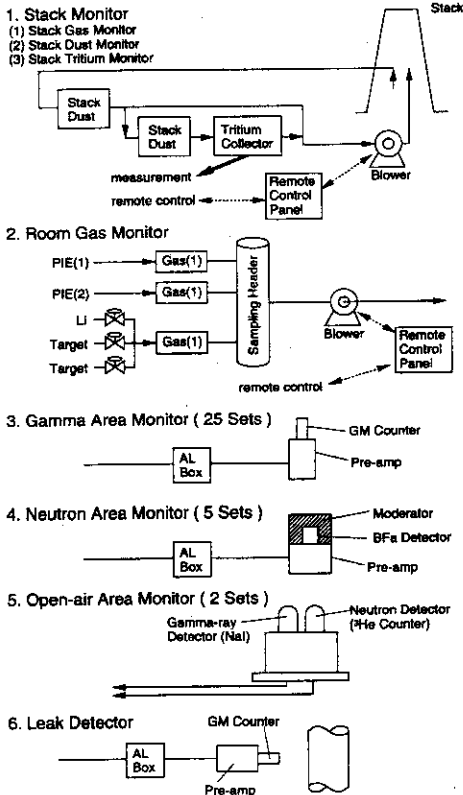 1. Stack Monitor
(1) Stack Gas Monitor
(2) Stack Dust Monitor
(3) Stack Tritium Monitor
Stack
Stack
Dust
Stack
Dust
Tritium
Collector
Blower
measurement
remote control
Remote
Control
Panel
2. Room Gas Monitor
PIE(1)
Gas(1)
PIE(2)
Gas(1)
Li
Target
Gas(1)
Target
Sampling Header
Blower
Remote
Control
Panel
remote control
3. Gamma Area Monitor ( 25 Sets )
GM Counter
AL
Box
Pre-amp
4. Neutron Area Monitor ( 5 Sets )
Moderator
BFa Detector
AL
Box
Pre-amp
5. Open-air Area Monitor ( 2 Sets )
Gamma-ray
Detector (NaI)
Neutron Detector
(³He Counter)
6. Leak Detector
GM Counter
AL
Box
Pre-amp